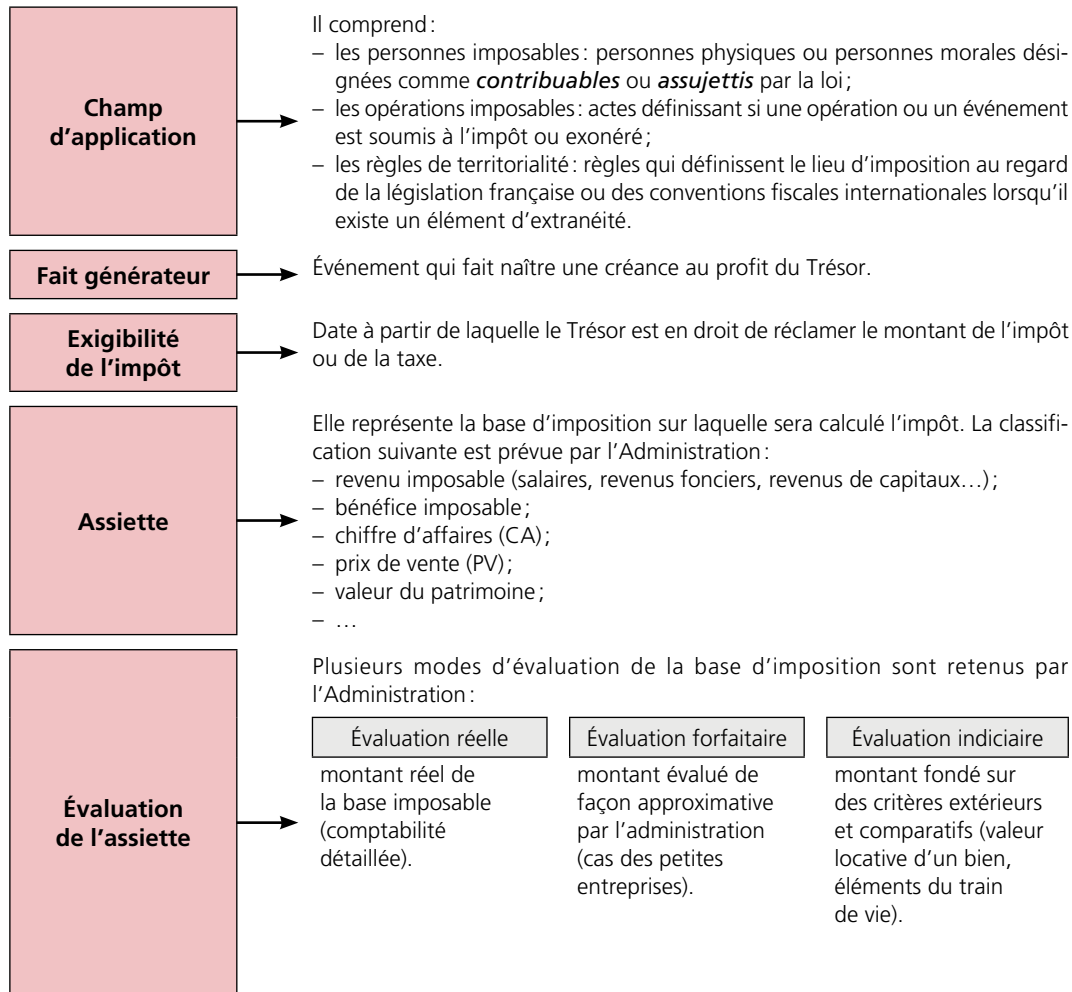 Champ
d'application
Il comprend :
– les personnes imposables : personnes physiques ou personnes morales dési-
gnées comme contribuables ou assujettis par la loi ;
– les opérations imposables : actes définissant si une opération ou un événement
est soumis à l'impôt ou exonéré ;
– les règles de territorialité : règles qui définissent le lieu d'imposition au regard
de la législation française ou des conventions fiscales internationales lorsqu'il
existe un élément d'extranéité.
Fait générateur
Événement qui fait naître une créance au profit du Trésor.
Exigibilité
de l'impôt
Date à partir de laquelle le Trésor est en droit de réclamer le montant de l'impôt
ou de la taxe.
Assiette
Elle représente la base d'imposition sur laquelle sera calculé l'impôt. La classifi-
cation suivante est prévue par l'Administration :
– revenu imposable (salaires, revenus fonciers, revenus de capitaux…) ;
– bénéfice imposable ;
– chiffre d'affaires (CA) ;
– prix de vente (PV) ;
– valeur du patrimoine ;
– …
Évaluation
de l'assiette
Plusieurs modes d'évaluation de la base d'imposition sont retenus par
l'Administration :
Évaluation réelle
montant réel de
la base imposable
(comptabilité
détaillée).
Évaluation forfaitaire
montant évalué de
façon approximative
par l'administration
(cas des petites
entreprises).
Évaluation indiciaire
montant fondé sur
des critères extérieurs
et comparatifs (valeur
locative d'un bien,
éléments du train
de vie).